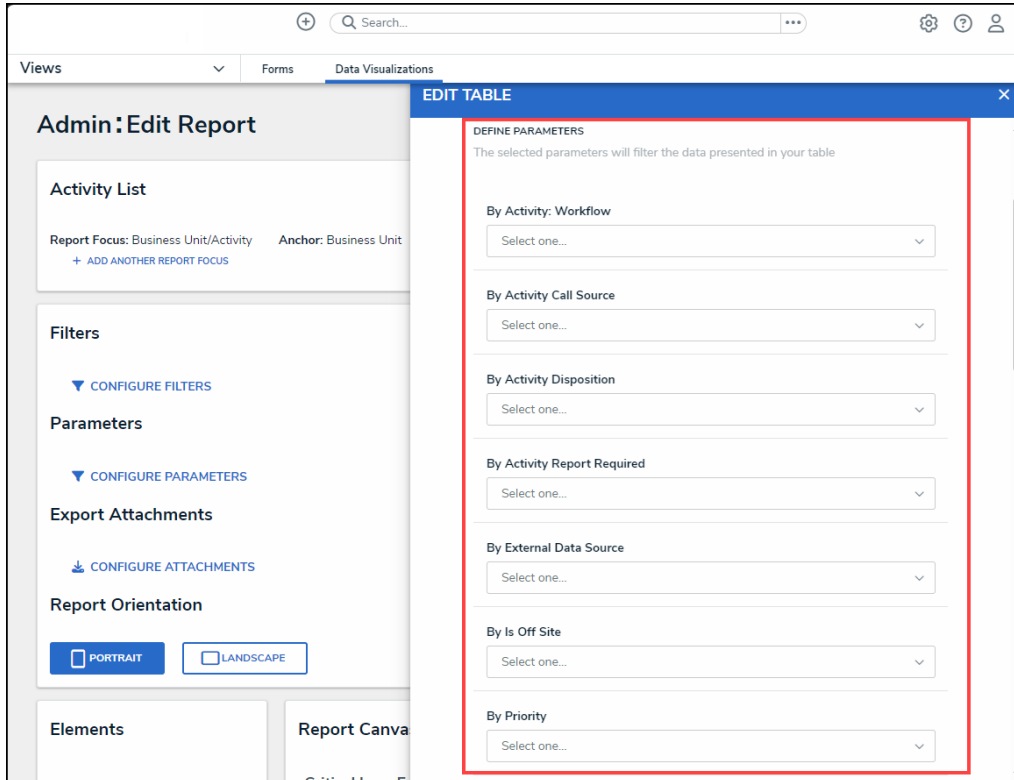 Search...
Views
Forms
Data Visualizations
Admin:Edit Report
Activity List
Report Focus: Business Unit/Activity Anchor: Business Unit
+ ADD ANOTHER REPORT FOCUS
Filters
CONFIGURE FILTERS
Parameters
CONFIGURE PARAMETERS
Export Attachments
CONFIGURE ATTACHMENTS
Report Orientation
PORTRAIT
LANDSCAPE
Elements
Report Canva
EDIT TABLE
DEFINE PARAMETERS
The selected parameters will filter the data presented in your table
By Activity: Workflow
Select one...
By Activity Call Source
Select one...
By Activity Disposition
Select one...
By Activity Report Required
Select one...
By External Data Source
Select one...
By Is Off Site
Select one...
By Priority
Select one...